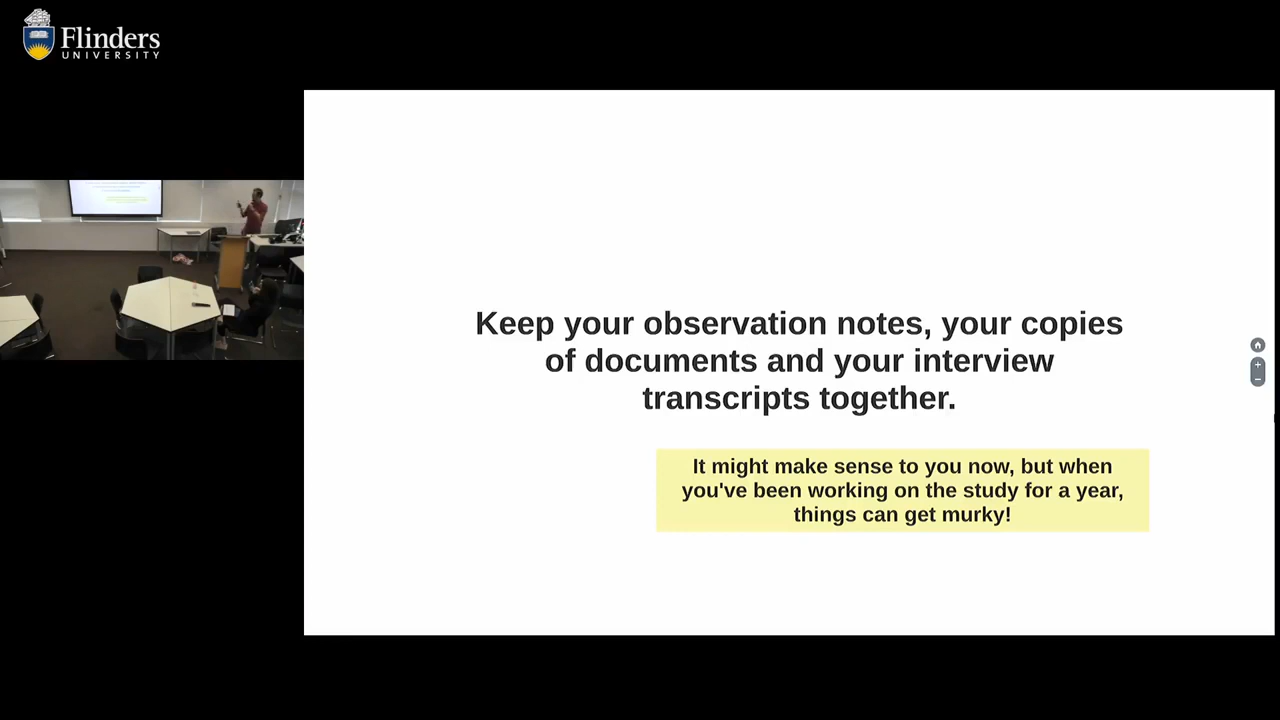 Flinders
UNIVERSITY
Keep your observation notes, your copies
of documents and your interview
transcripts together.
It might make sense to you now, but when
you've been working on the study for a year,
things can get murky!